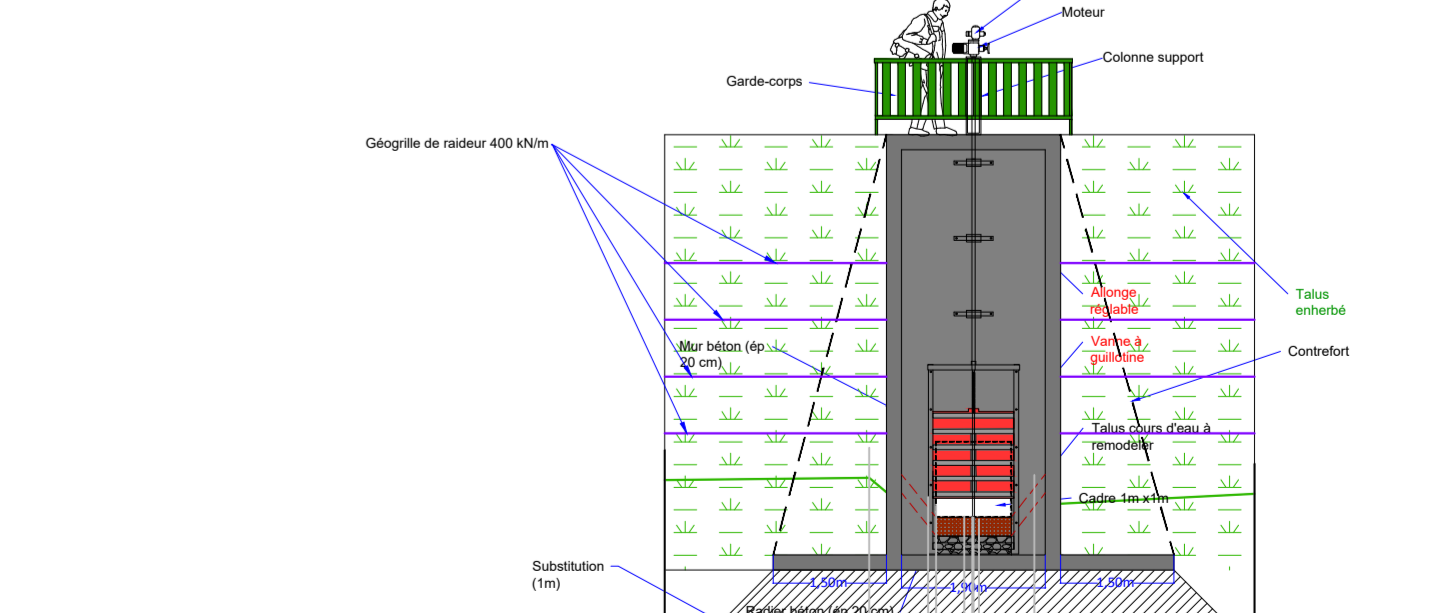 Moteur
Colonne support
Garde-corps
Géogrille de raideur 400 kN/m
Allonge
réglable
Talus
enherbé
Mur béton (ép
20 cm)
Vanne à
guillotine
Contrefort
Talus cours d'eau à
remodeler
Cadre 1m x1m
Substitution
(1m)
1,50m
1,90m
1,50m
Radier béton (ép 20 cm)